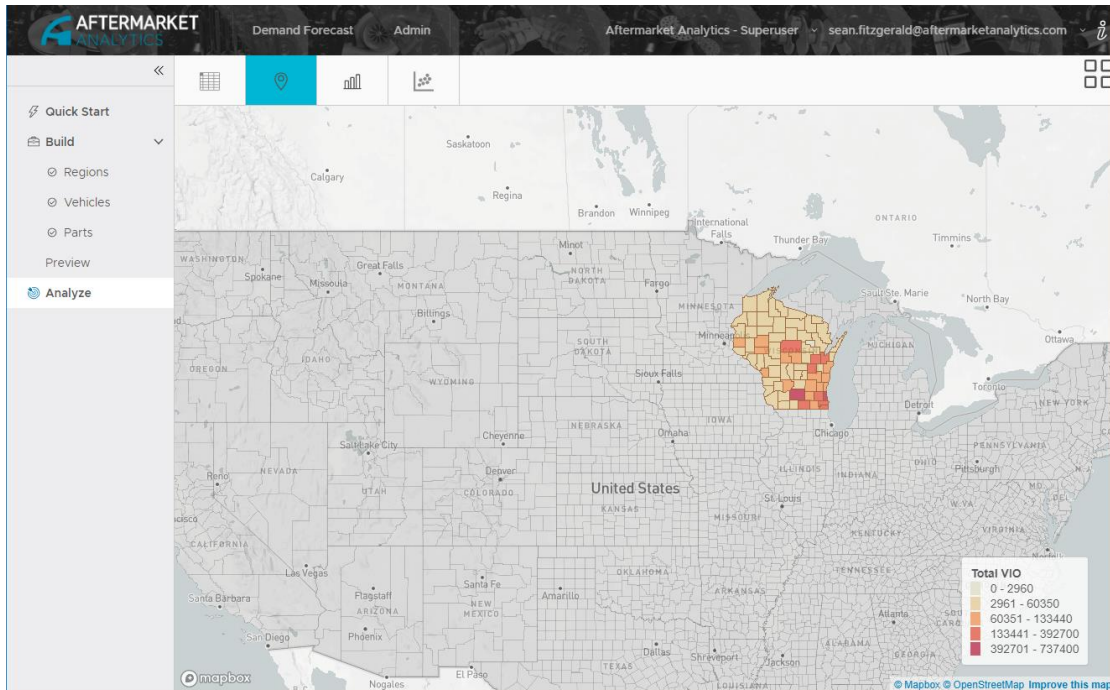 AFTERMARKET
ANALYTICS
Demand Forecast
Admin
Aftermarket Analytics - Superuser
sean.fitzgerald@aftermarketanalytics.com
Quick Start
Build
Regions
Vehicles
Parts
Preview
Analyze
Saskatoon
Calgary
Regina
Brandon
Winnipeg
International Falls
Thunder Bay
ONTARIO
Timmins
WASHINGTON
Spokane
Missoula
Great Falls
MONTANA
Billings
Minot
NORTH
DAKOTA
Fargo
MINNESOTA
Minneapolis
Sault Ste. Marie
North Bay
Ottawa
MICHIGAN
SOUTH
DAKOTA
Sioux Falls
IDAHO
OREGON
WYOMING
Toronto
Detroit
NEW YORK
Chicago
IOWA
NEBRASKA
Omaha
Cheyenne
Salt Lake City
NEVADA
Reno
UTAH
Denver
COLORADO
United States
KANSAS
ILLINOIS
INDIANA
OHIO
Pittsburgh
PENNSYLVANIA
N.J.
MD.
DEL
W.VA.
VIRGINIA
St. Louis
MISSOURI
KENTUCKY
CALIFORNIA
Las Vegas
Santa Barbara
San Diego
Flagstaff
ARIZONA
Phoenix
Santa Fe
NEW
MEXICO
Amarillo
OKLAHOMA
ARKANSAS
TENNESSEE
Norfolk
Atlanta
ALABAMA
GEORGIA
Dallas
Shreveport
Jackson
TEXAS
LOUISIANA
El Paso
Nogales
Total VIO
0 - 2960
2961 - 60350
60351 - 133440
133441 - 392700
392701 - 737400
mapbox
© Mapbox © OpenStreetMap Improve this map